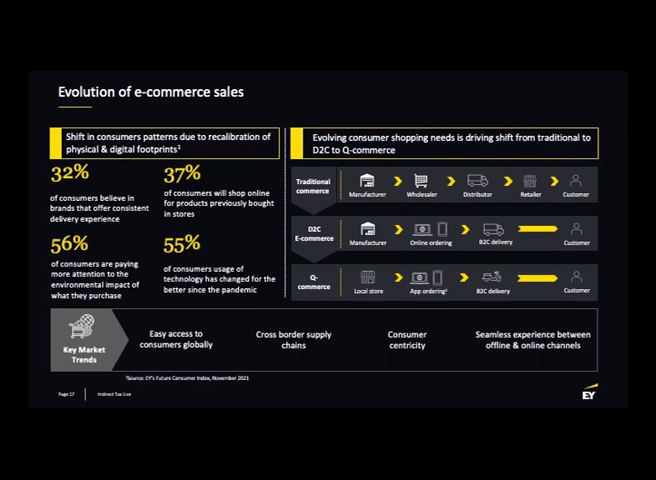 Evolution of e-commerce sales
Shift in consumers patterns due to recalibration of
physical & digital footprints¹
32%
of consumers believe in
brands that offer consistent
delivery experience
37%
of consumers will shop online
for products previously bought
in stores
56%
of consumers are paying
more attention to the
environmental impact of
what they purchase
55%
of consumers usage of
technology has changed for the
better since the pandemic
Evolving consumer shopping needs is driving shift from traditional to
D2C to Q-commerce
Traditional
commerce
Manufacturer
Wholesaler
Distributor
Retailer
Customer
D2C
E-commerce
Manufacturer
Online ordering
B2C delivery
Customer
Q-
commerce
Local store
App ordering²
B2C delivery
Customer
Key Market
Trends
Easy access to
consumers globally
Cross border supply
chains
Consumer
centricity
Seamless experience between
offline & online channels
¹Source: EY's Future Consumer Index, November 2021
Page 17
Indirect Tax Live
EY